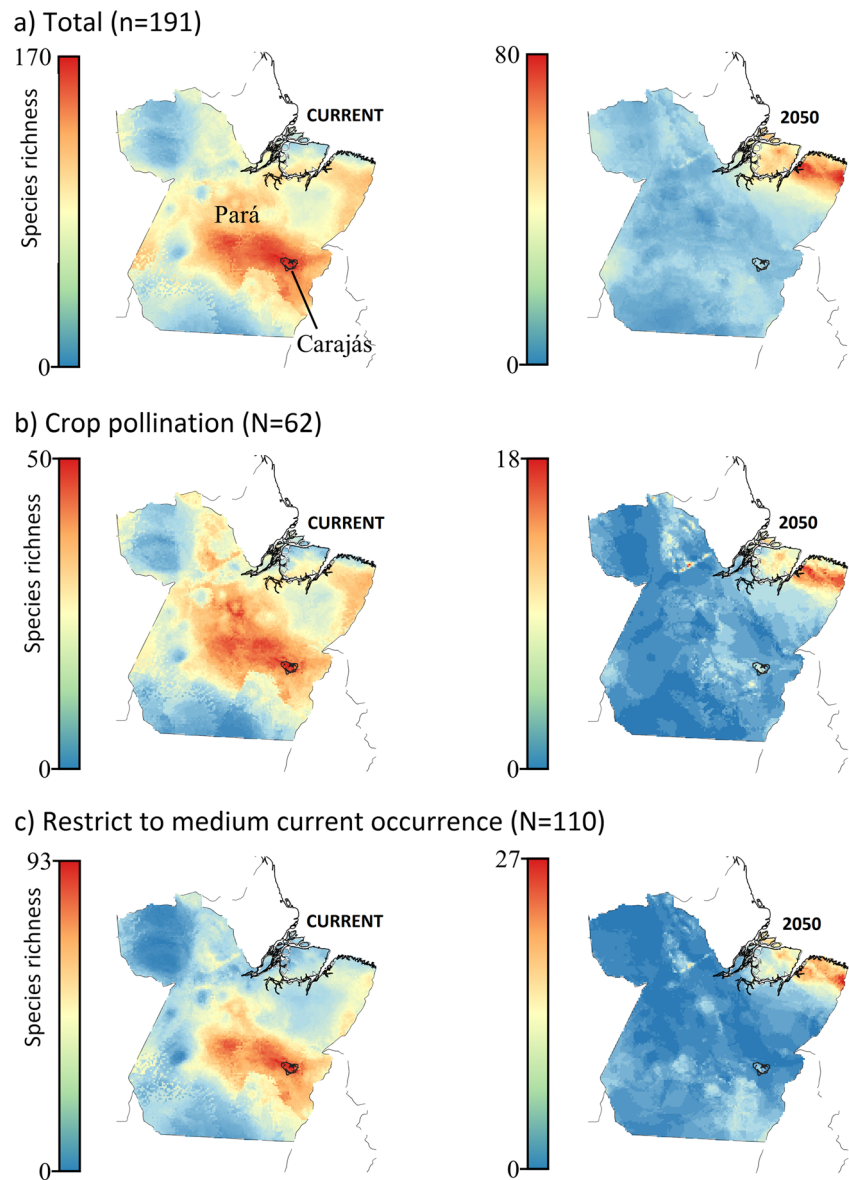 a) Total (n=191)
170
Species richness
0
CURRENT
Pará
Carajás
80
0
2050
b) Crop pollination (N=62)
50
Species richness
0
CURRENT
18
0
2050
c) Restrict to medium current occurrence (N=110)
93
Species richness
0
CURRENT
27
0
2050